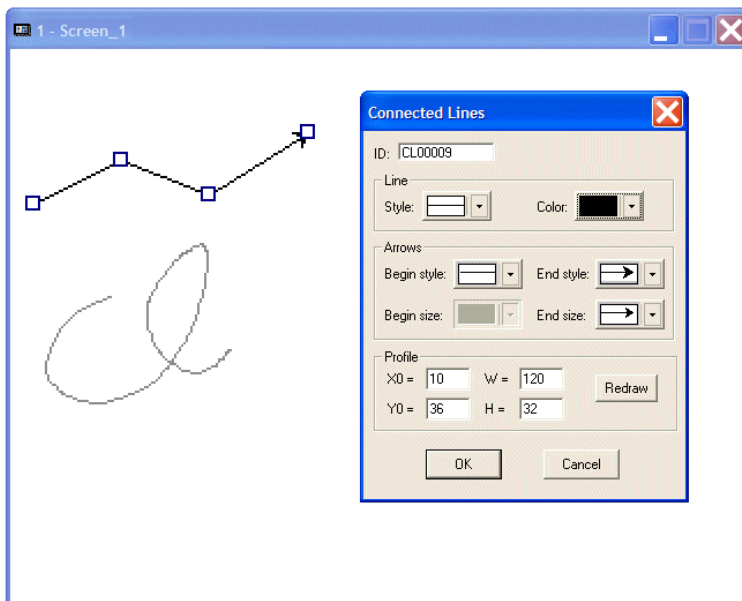 1 - Screen_1
Connected Lines
ID: CL00009
Line
Style: Color:
Arrows
Begin style: End style:
Begin size: End size:
Profile
X0 = 10 W = 120
Redraw
Y0 = 36 H = 32
OK Cancel